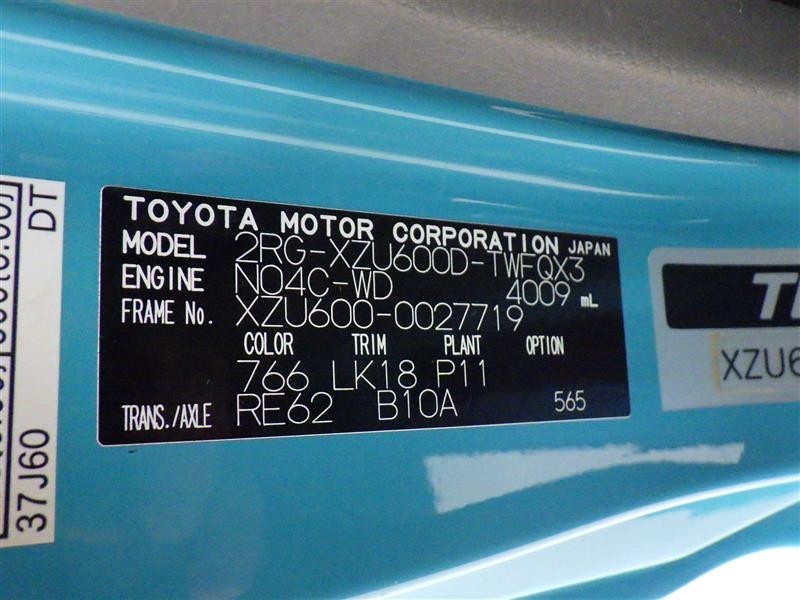 TOYOTA MOTOR CORPORATION JAPAN
MODEL 2RG-XZU600D-TWFQX3
ENGINE N04C-WD 4009 mL
FRAME No. XZU600-0027719
COLOR TRIM PLANT OPTION
766 LK18 P11
TRANS./AXLE RE62 B10A 565
DT
37J60
XZU6